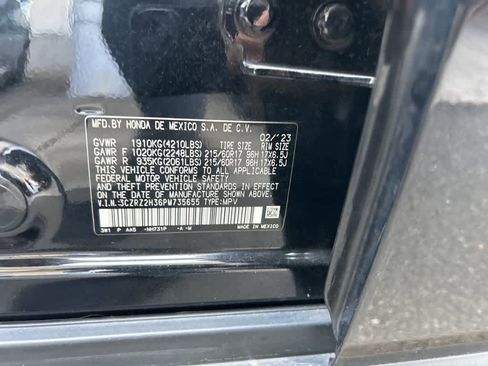 MFD.BY HONDA DE MEXICO S.A. DE C.V.
02/'23
GVWR 1910KG(4210LBS) TIRE SIZE RIM SIZE
GAWR F 1020KG(2248LBS) 215/60R17 96H 17X6.5J
GAWR R 935KG(2061LBS) 215/60R17 96H 17X6.5J
THIS VEHICLE CONFORMS TO ALL APPLICABLE
FEDERAL MOTOR VEHICLE SAFETY AND
THEFT PREVENTION STANDARDS IN EFFECT ON
THE DATE OF MANUFACTURE SHOWN ABOVE.
V.I.N.:3CZRZ2H36PM735655 TYPE:MPV
3W1 P AAS -NH731P -A -M
MADE IN MEXICO